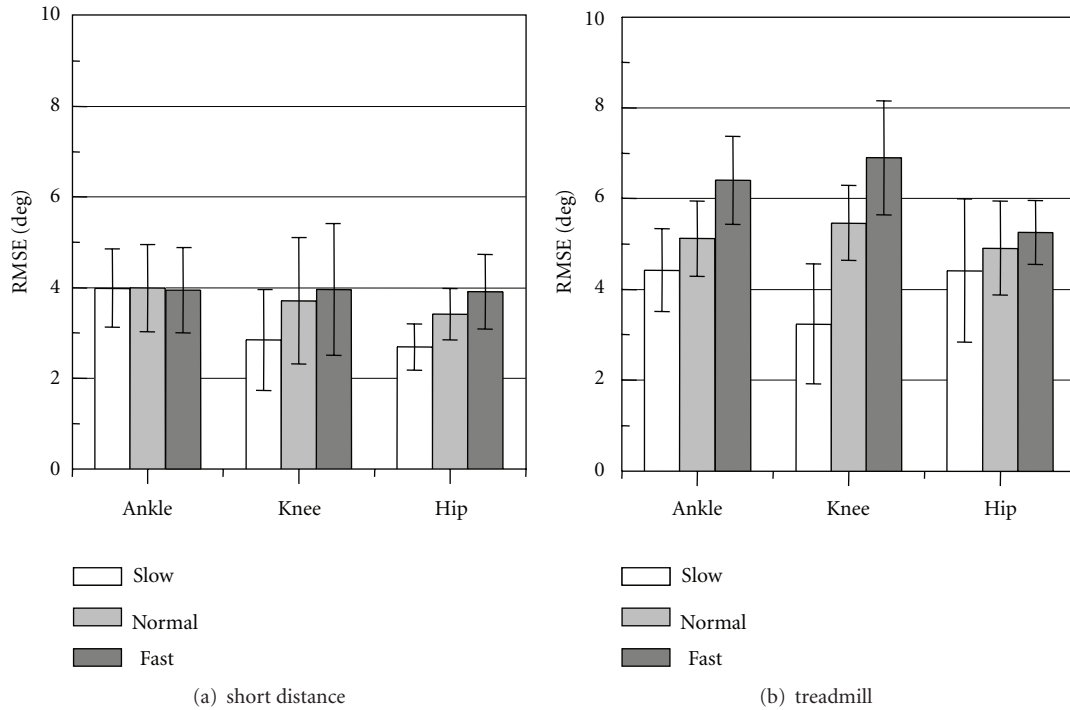 10
8
6
4
2
0
RMSE (deg)
Ankle Knee Hip
Slow
Normal
Fast
(a) short distance
10
8
6
4
2
0
RMSE (deg)
Ankle Knee Hip
Slow
Normal
Fast
(b) treadmill